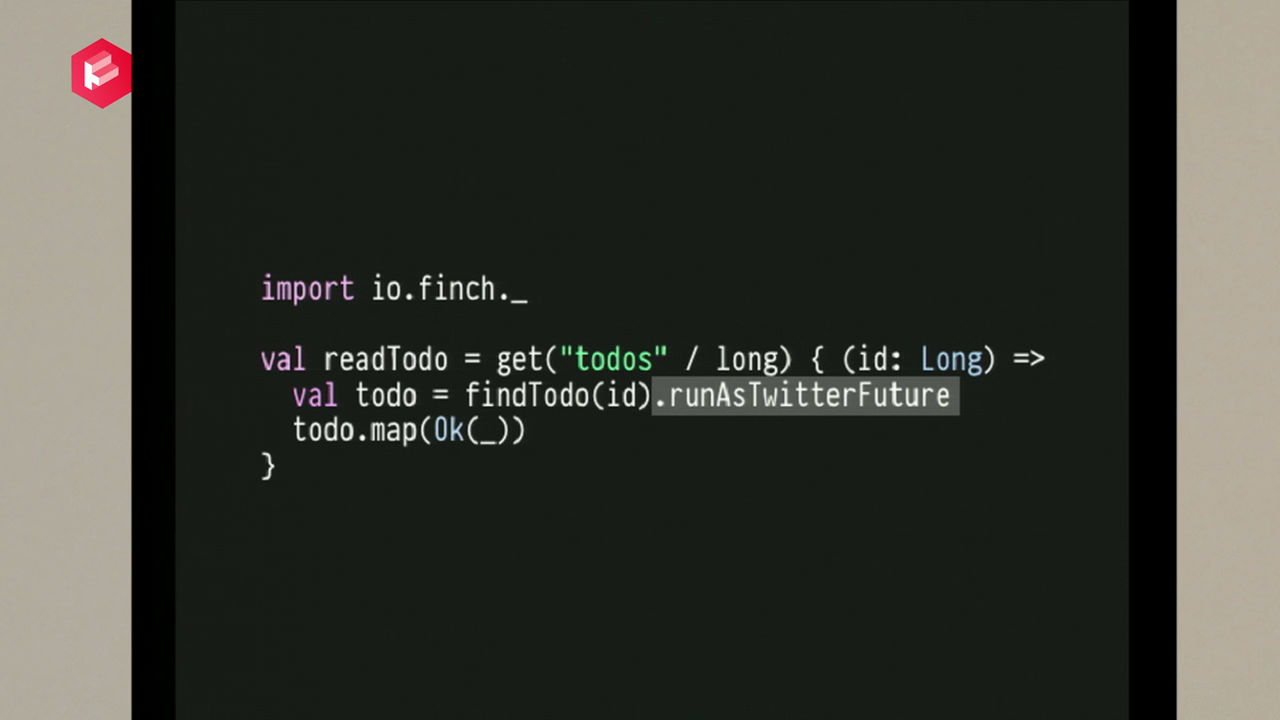 import io.finch._
val readTodo = get("todos" / long) { (id: Long) =>
  val todo = findTodo(id).runAsTwitterFuture
  todo.map(Ok(_))
}